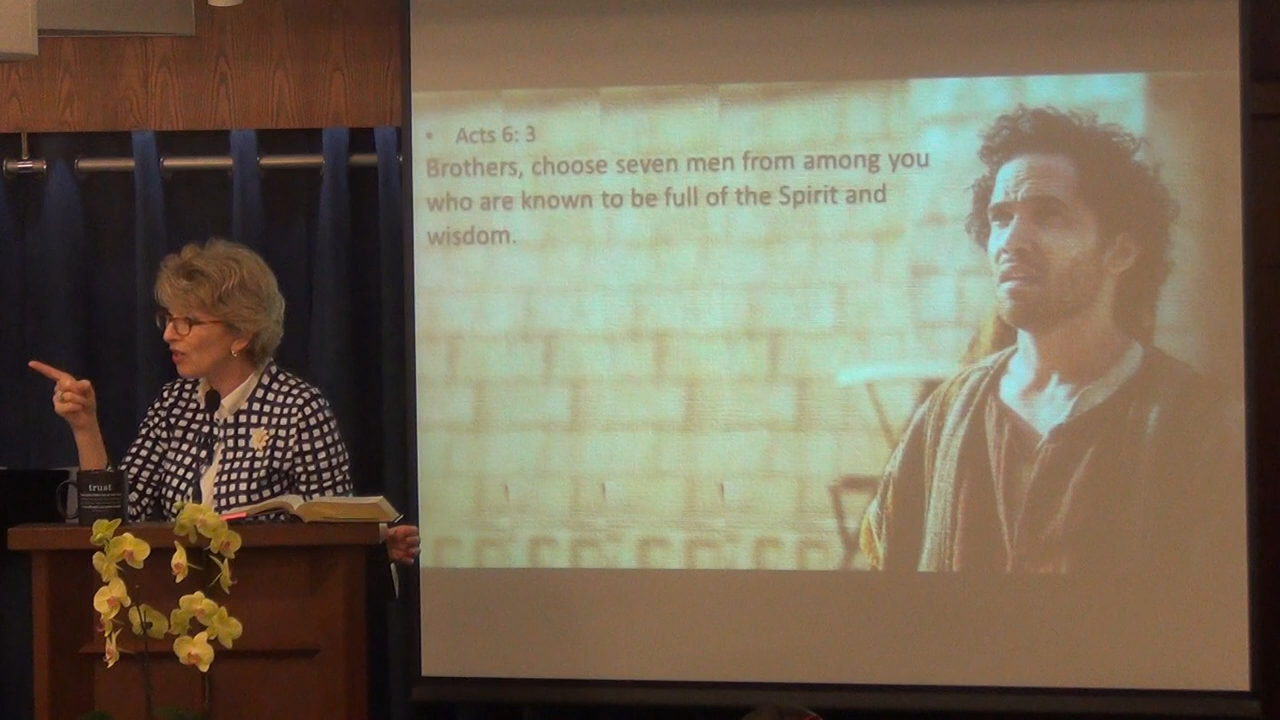 trust
• Acts 6: 3
Brothers, choose seven men from among you
who are known to be full of the Spirit and
wisdom.